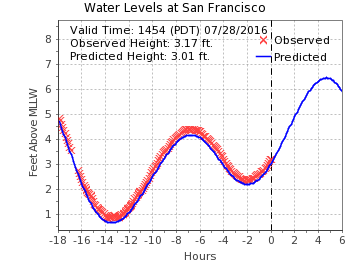 Water Levels at San Francisco
Valid Time: 1454 (PDT) 07/28/2016
Observed Height: 3.17 ft.
Predicted Height: 3.01 ft.
Observed
Predicted
Feet Above MLLW
8
7
6
5
4
3
2
1
-18 -16 -14 -12 -10 -8 -6 -4 -2 0 2 4 6
Hours